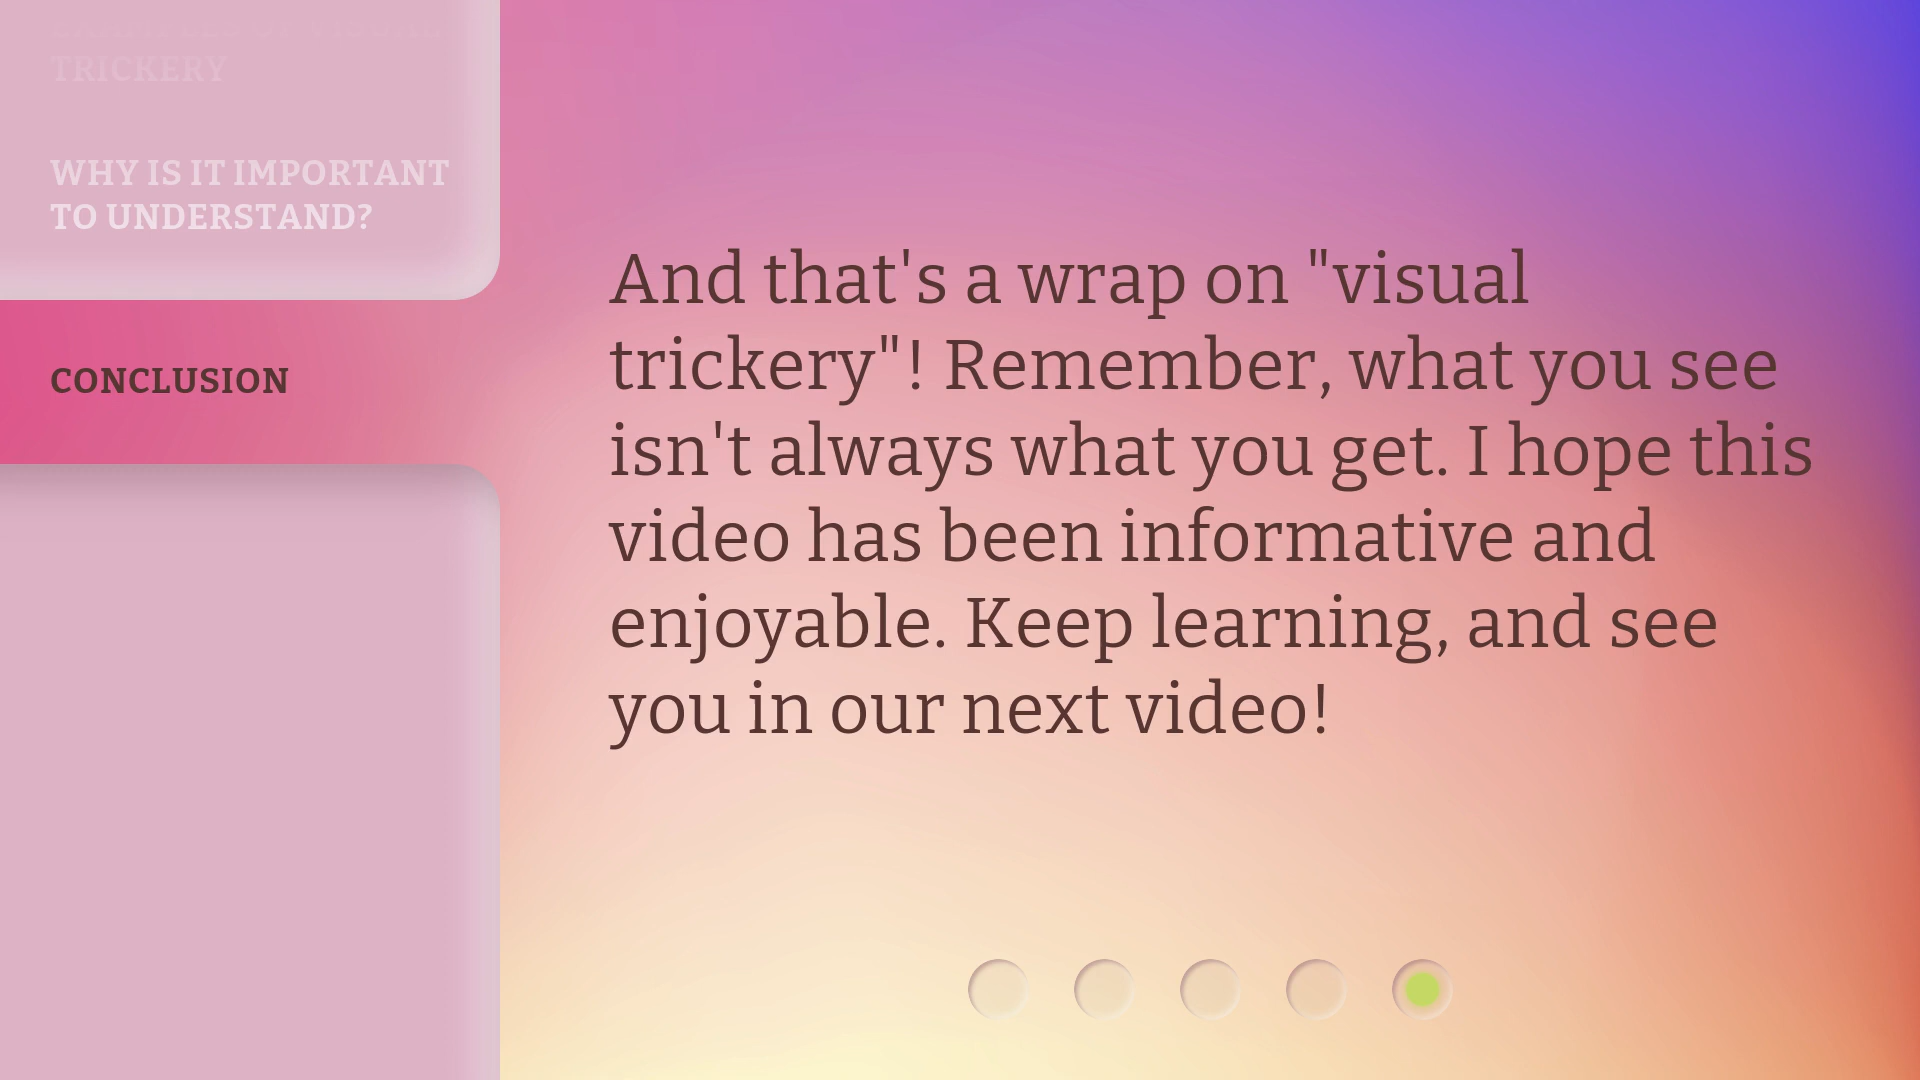 TRICKERY
WHY IS IT IMPORTANT
TO UNDERSTAND?
CONCLUSION
And that's a wrap on "visual
trickery"! Remember, what you see
isn't always what you get. I hope this
video has been informative and
enjoyable. Keep learning, and see
you in our next video!